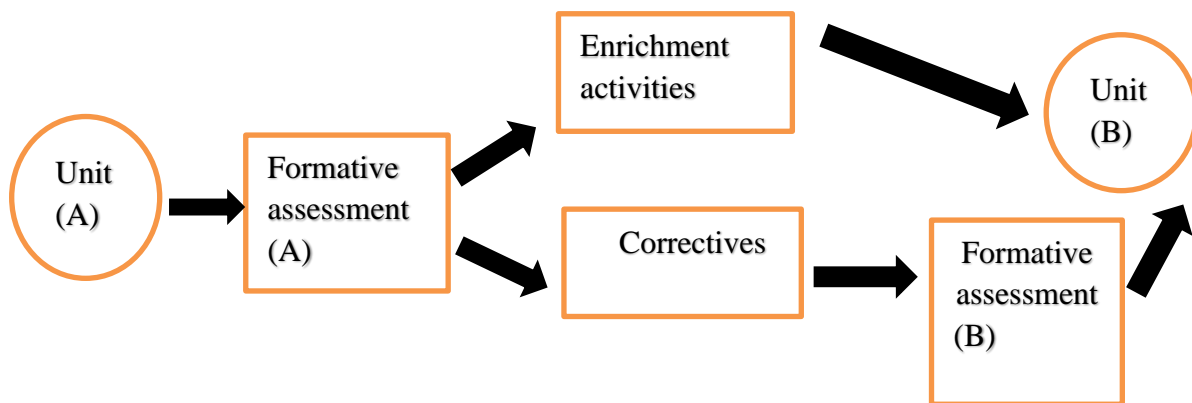 Unit
(A)
Formative
assessment
(A)
Enrichment
activities
Correctives
Formative
assessment
(B)
Unit
(B)